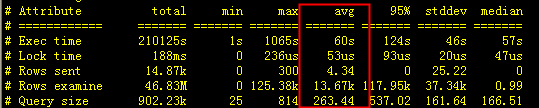 # Attribute total min max avg 95% stddev median
# ============ ======= ======= ======= ======= ======= ======= =======
# Exec time 210125s 1s 1065s 60s 124s 46s 57s
# Lock time 188ms 0 236us 53us 93us 20us 47us
# Rows sent 14.87k 0 300 4.34 0 25.22 0
# Rows examine 46.83M 0 125.38k 13.67k 117.95k 37.34k 0.99
# Query size 902.23k 25 814 263.44 537.02 161.64 166.51